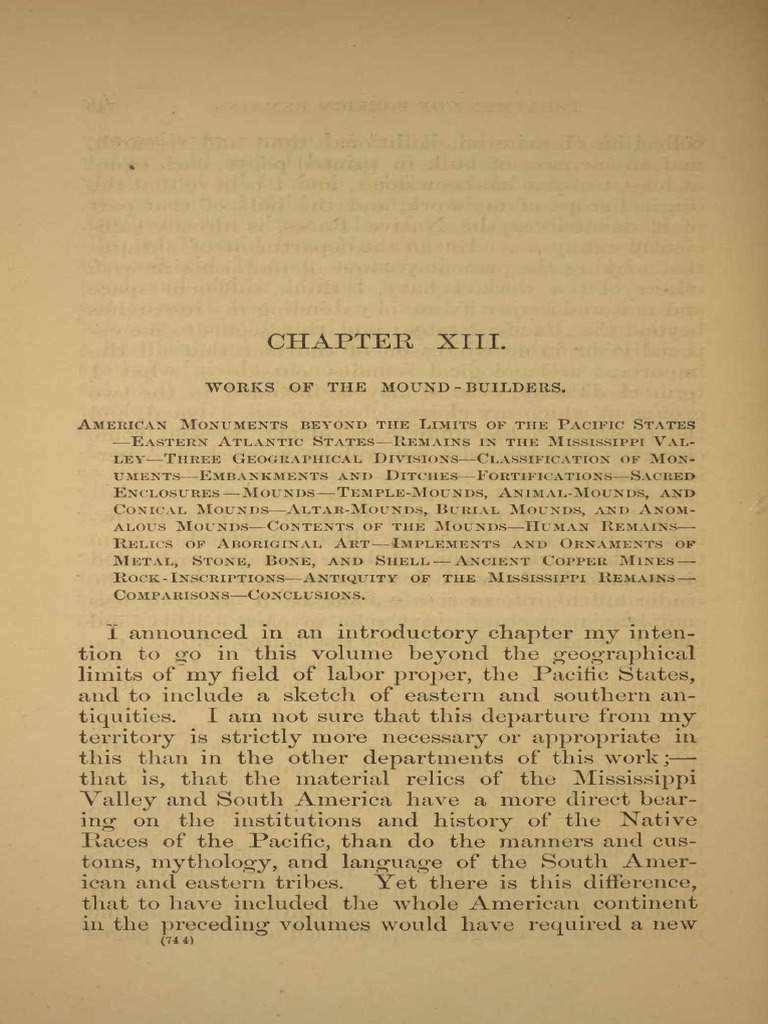 CHAPTER XIII.
WORKS OF THE MOUND-BUILDERS.
AMERICAN MONUMENTS BEYOND THE LIMITS OF THE PACIFIC STATES
—EASTERN ATLANTIC STATES—REMAINS IN THE MISSISSIPPI VAL-
LEY—THREE GEOGRAPHICAL DIVISIONS—CLASSIFICATION OF MON-
UMENTS—EMBANKMENTS AND DITCHES—FORTIFICATIONS—SACRED
ENCLOSURES—MOUNDS—TEMPLE-MOUNDS, ANIMAL-MOUNDS, AND
CONICAL MOUNDS—ALTAR-MOUNDS, BURIAL MOUNDS, AND ANOM-
ALOUS MOUNDS—CONTENTS OF THE MOUNDS—HUMAN REMAINS—
RELICS OF ABORIGINAL ART—IMPLEMENTS AND ORNAMENTS OF
METAL, STONE, BONE, AND SHELL—ANCIENT COPPER MINES—
ROCK-INSCRIPTIONS—ANTIQUITY OF THE MISSISSIPPI REMAINS—
COMPARISONS—CONCLUSIONS.
I announced in an introductory chapter my inten-
tion to go in this volume beyond the geographical
limits of my field of labor proper, the Pacific States,
and to include a sketch of eastern and southern an-
tiquities. I am not sure that this departure from my
territory is strictly more necessary or appropriate in
this than in the other departments of this work;—
that is, that the material relics of the Mississippi
Valley and South America have a more direct bear-
ing on the institutions and history of the Native
Races of the Pacific, than do the manners and cus-
toms, mythology, and language of the South Amer-
ican and eastern tribes. Yet there is this difference,
that to have included the whole American continent
in the preceding volumes would have required a new
(744)